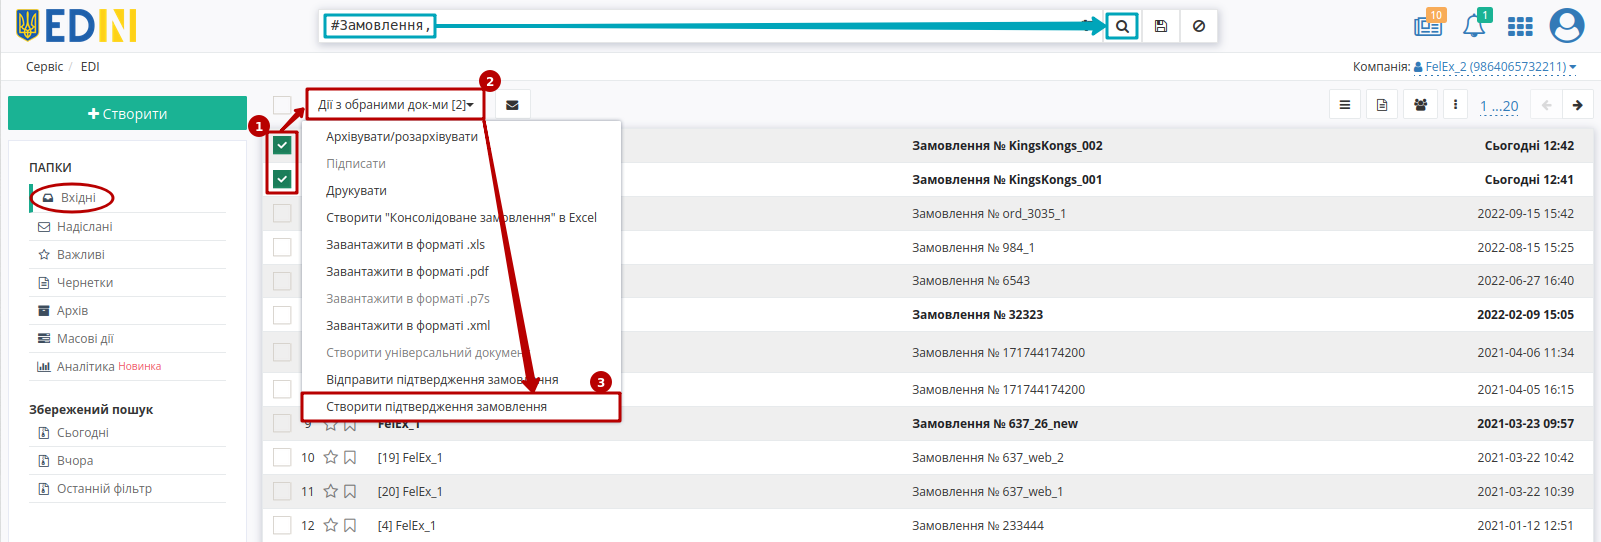 EDIN
#Замовлення,
10
1
Сервіс / EDI
Компанія: FelEx_2 (9864065732211)
Створити
ПАПКИ
Вхідні
Надіслані
Важливі
Чернетки
Архів
Масові дії
Аналітика Новинка
Збережений пошук
Сьогодні
Вчора
Останній фільтр
1
2
Дії з обраними док-ми [2]
1 ...20
Архівувати/розархівувати
Підписати
Друкувати
Створити "Консолідоване замовлення" в Excel
Завантажити в форматі .xls
Завантажити в форматі .pdf
Завантажити в форматі .p7s
Завантажити в форматі .xml
Створити універсальний докумен
Відправити підтвердження замовлення
3
Створити підтвердження замовлення
Замовлення № KingsKongs_002 Сьогодні 12:42
Замовлення № KingsKongs_001 Сьогодні 12:41
Замовлення № ord_3035_1 2022-09-15 15:42
Замовлення № 984_1 2022-08-15 15:25
Замовлення № 6543 2022-06-27 16:40
Замовлення № 32323 2022-02-09 15:05
Замовлення № 171744174200 2021-04-06 11:34
Замовлення № 171744174200 2021-04-05 16:15
9 FelEx_1 Замовлення № 637_26_new 2021-03-23 09:57
10 [19] FelEx_1 Замовлення № 637_web_2 2021-03-22 10:42
11 [20] FelEx_1 Замовлення № 637_web_1 2021-03-22 10:39
12 [4] FelEx_1 Замовлення № 233444 2021-01-12 12:51